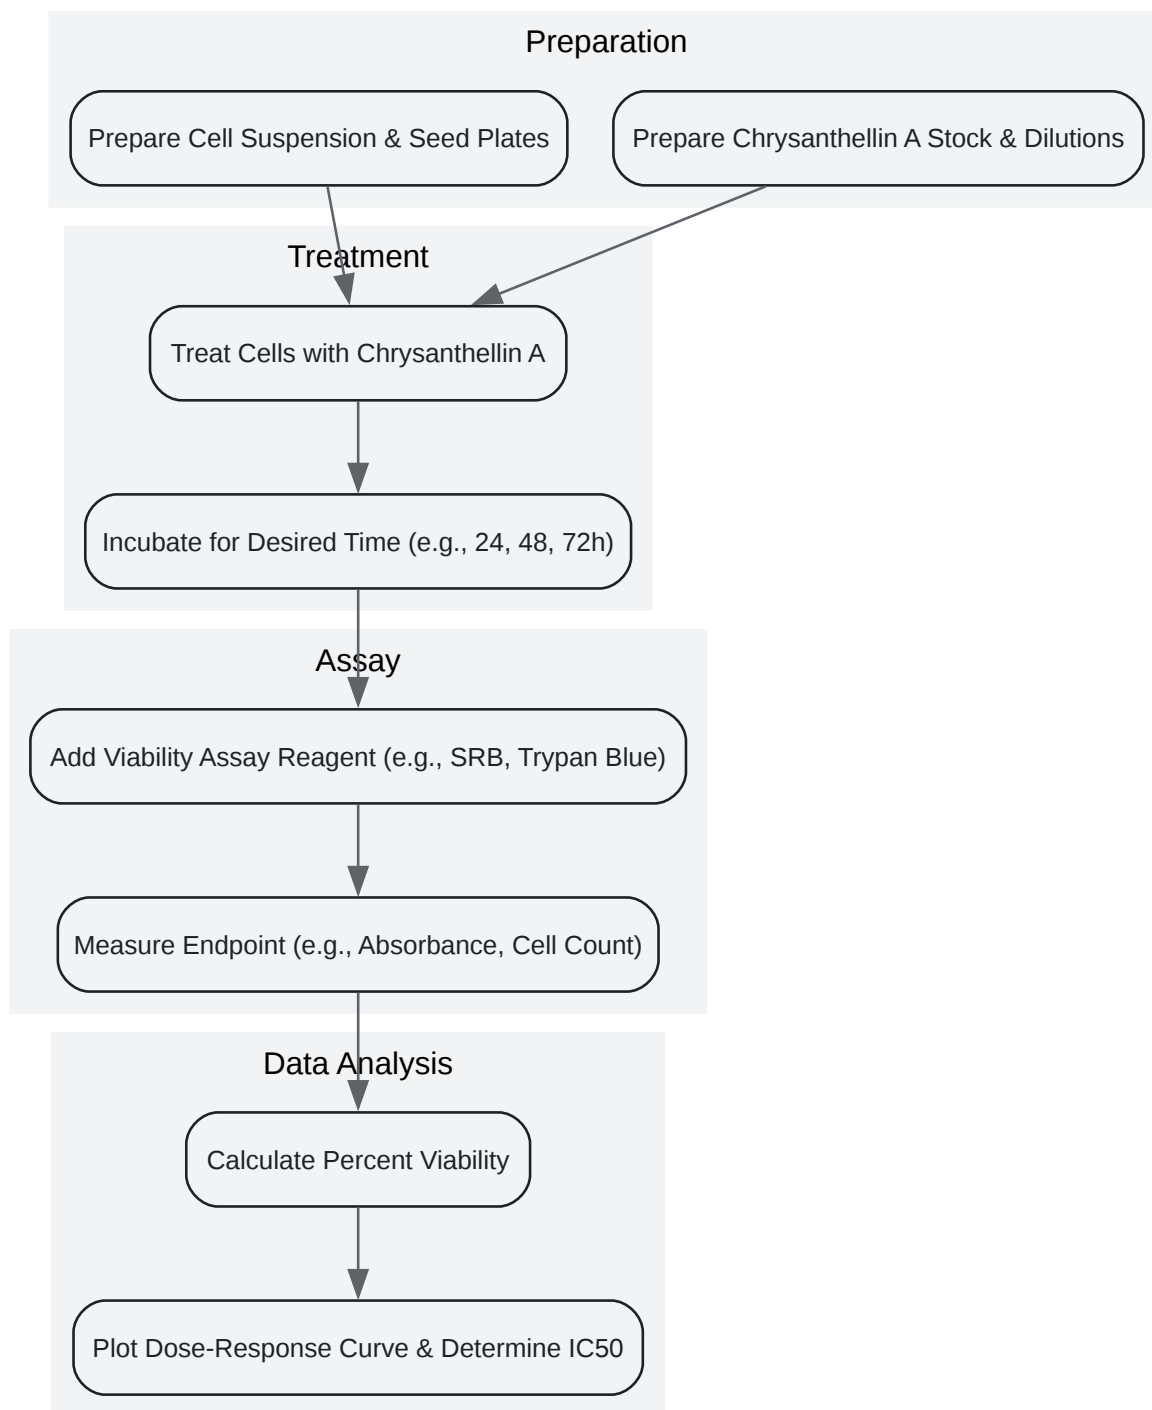 Preparation
Prepare Cell Suspension & Seed Plates
Prepare Chrysanthellin A Stock & Dilutions
Treatment
Treat Cells with Chrysanthellin A
Incubate for Desired Time (e.g., 24, 48, 72h)
Assay
Add Viability Assay Reagent (e.g., SRB, Trypan Blue)
Measure Endpoint (e.g., Absorbance, Cell Count)
Data Analysis
Calculate Percent Viability
Plot Dose-Response Curve & Determine IC50